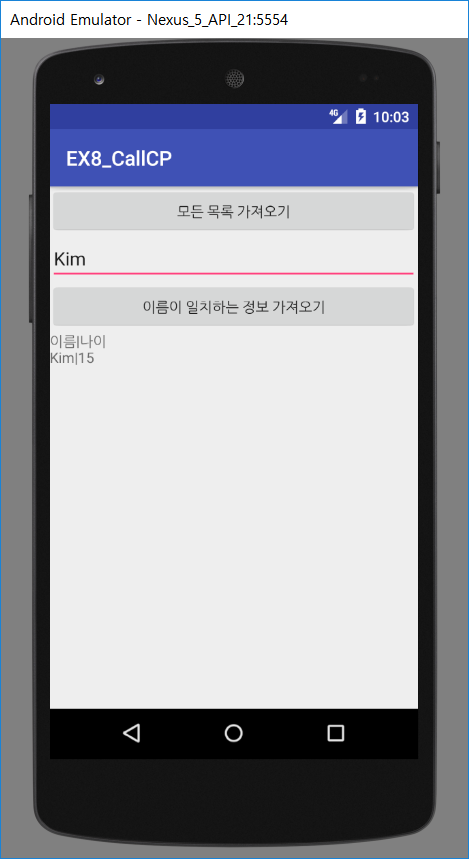 Android Emulator - Nexus_5_API_21:5554
4G 10:03
EX8_CallCP
모든 목록 가져오기
Kim
이름이 일치하는 정보 가져오기
이름|나이
Kim|15